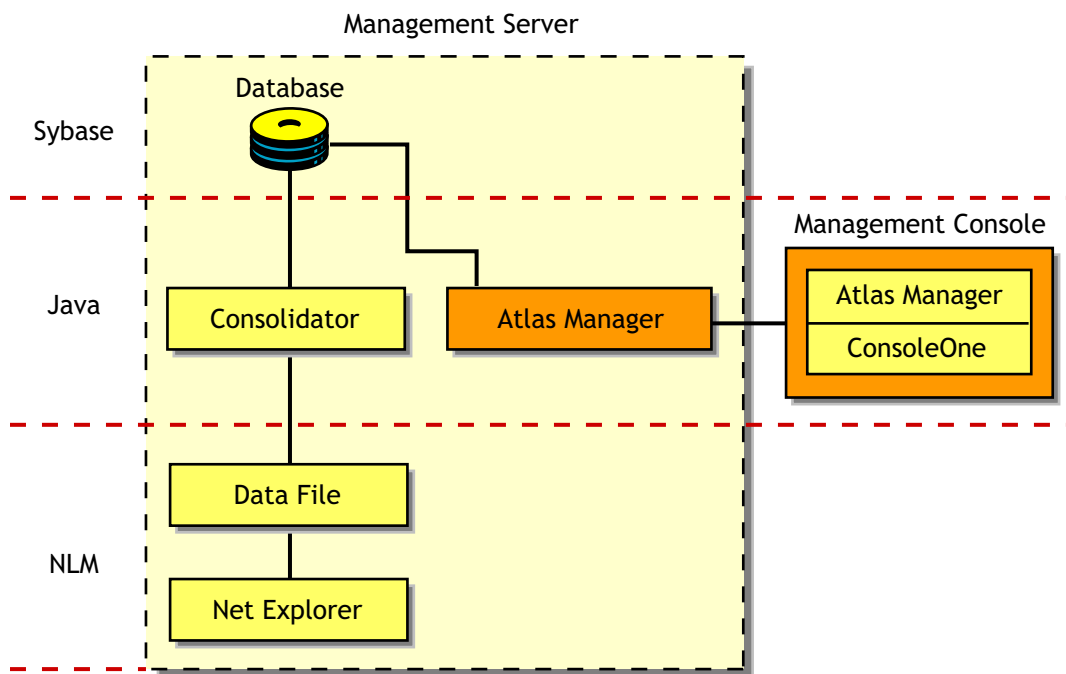 Management Server
Database
Sybase
Management Console
Java
Consolidator
Atlas Manager
Atlas Manager
ConsoleOne
Data File
NLM
Net Explorer